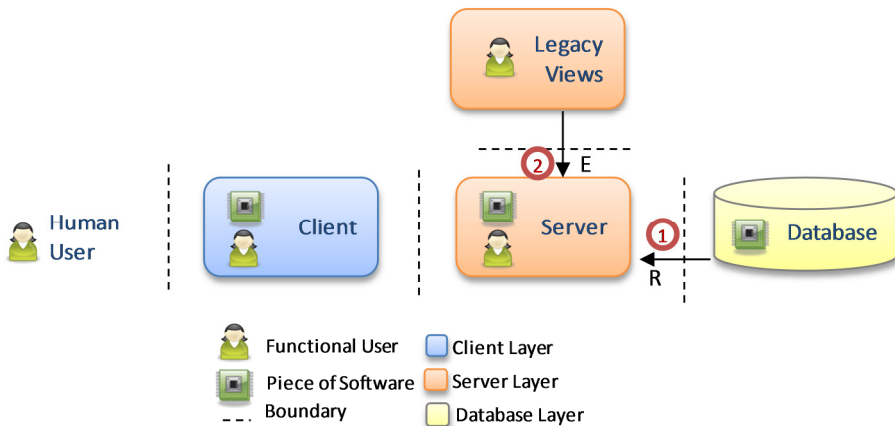 Legacy
Views
2
E
Human
User
Client
Server
1
R
Database
Functional User
Client Layer
Piece of Software
Server Layer
Boundary
Database Layer